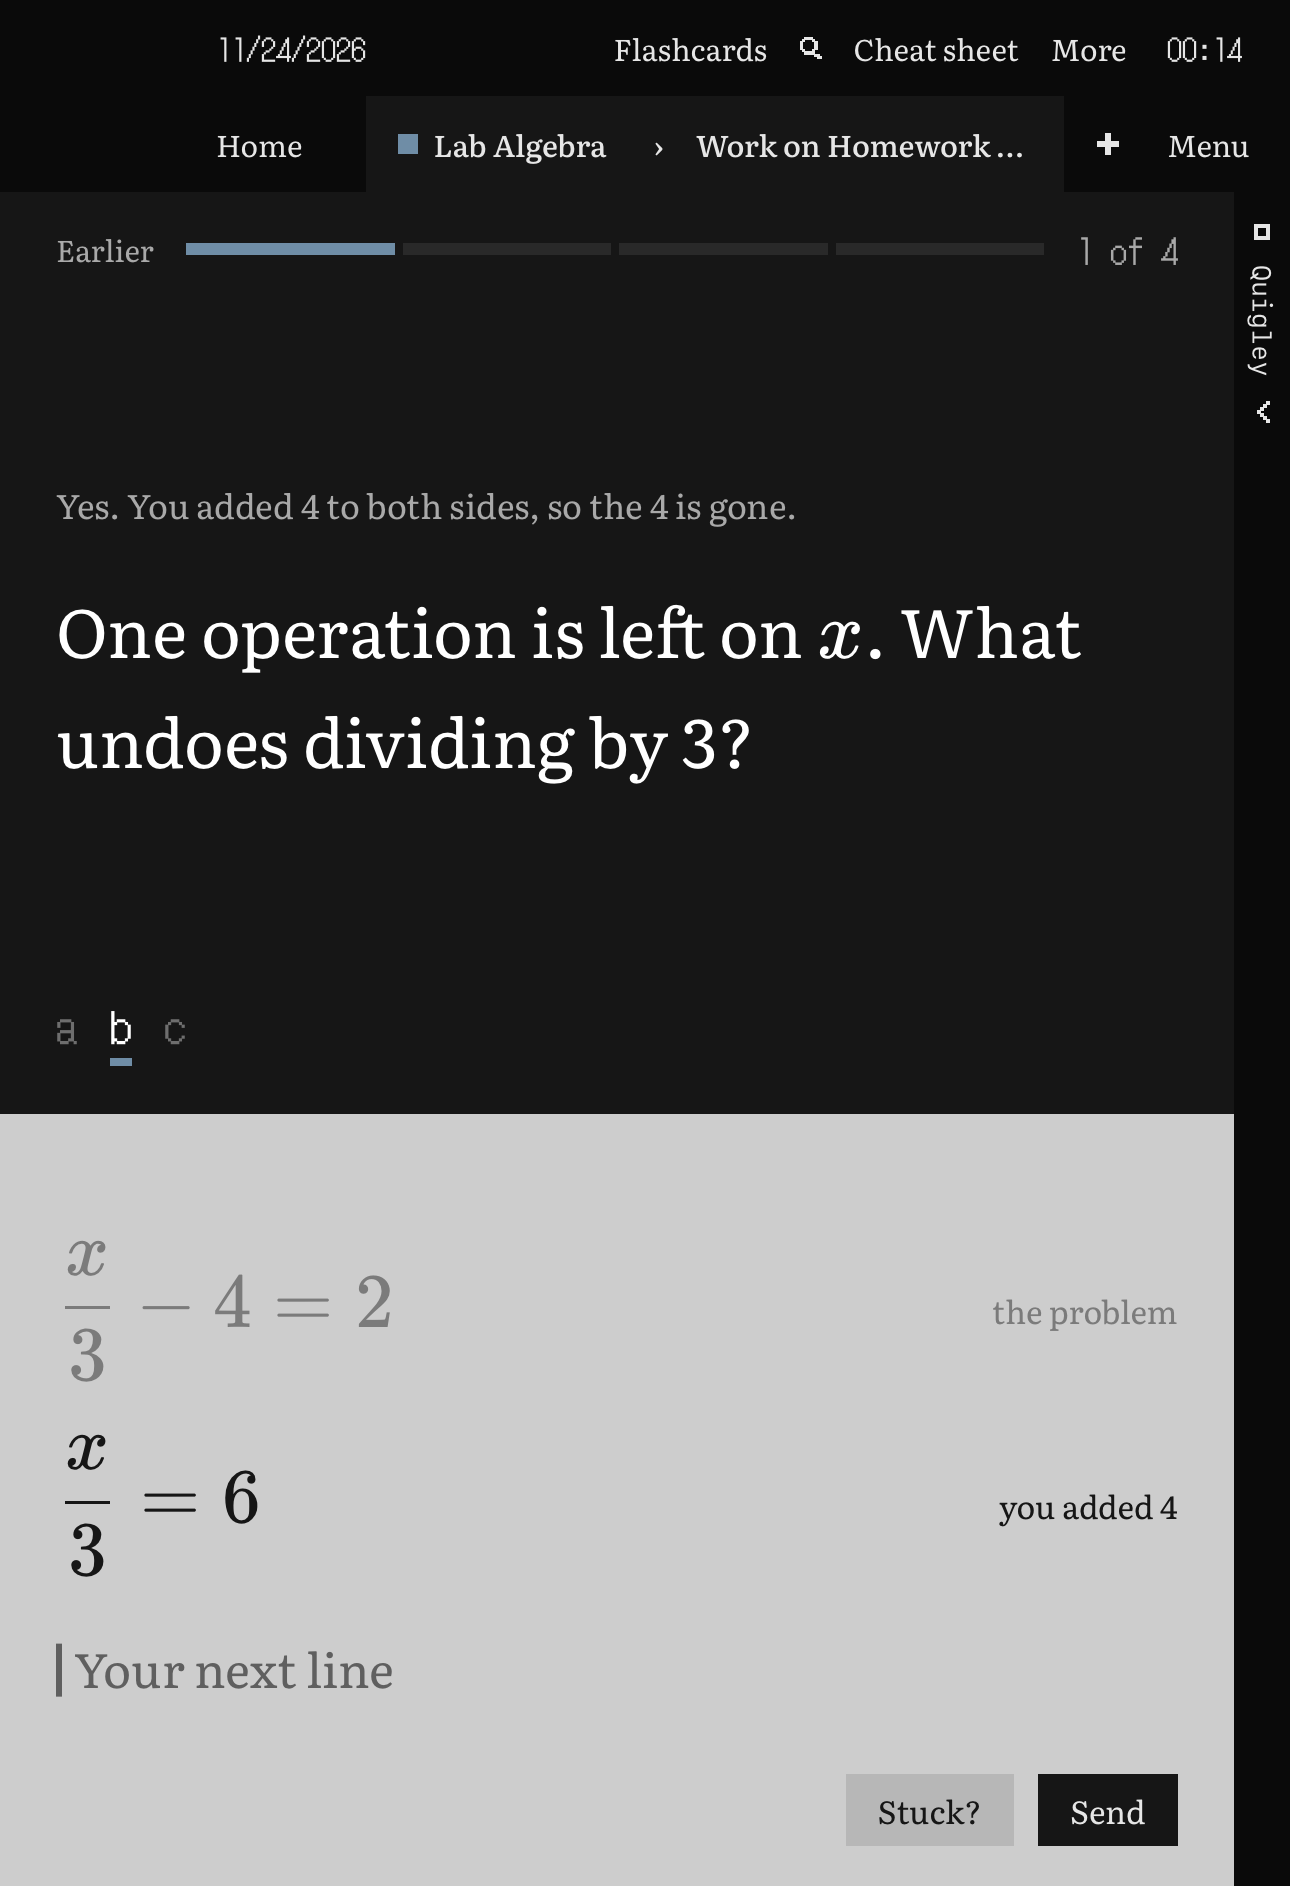 11/24/2026 Flashcards Cheat sheet More 00:14
Home Lab Algebra › Work on Homework ... Menu
Earlier 1 of 4
Quigley
Yes. You added 4 to both sides, so the 4 is gone.
One operation is left on x. What
undoes dividing by 3?
a b c
x/3 − 4 = 2 the problem
x/3 = 6 you added 4
Your next line
Stuck? Send